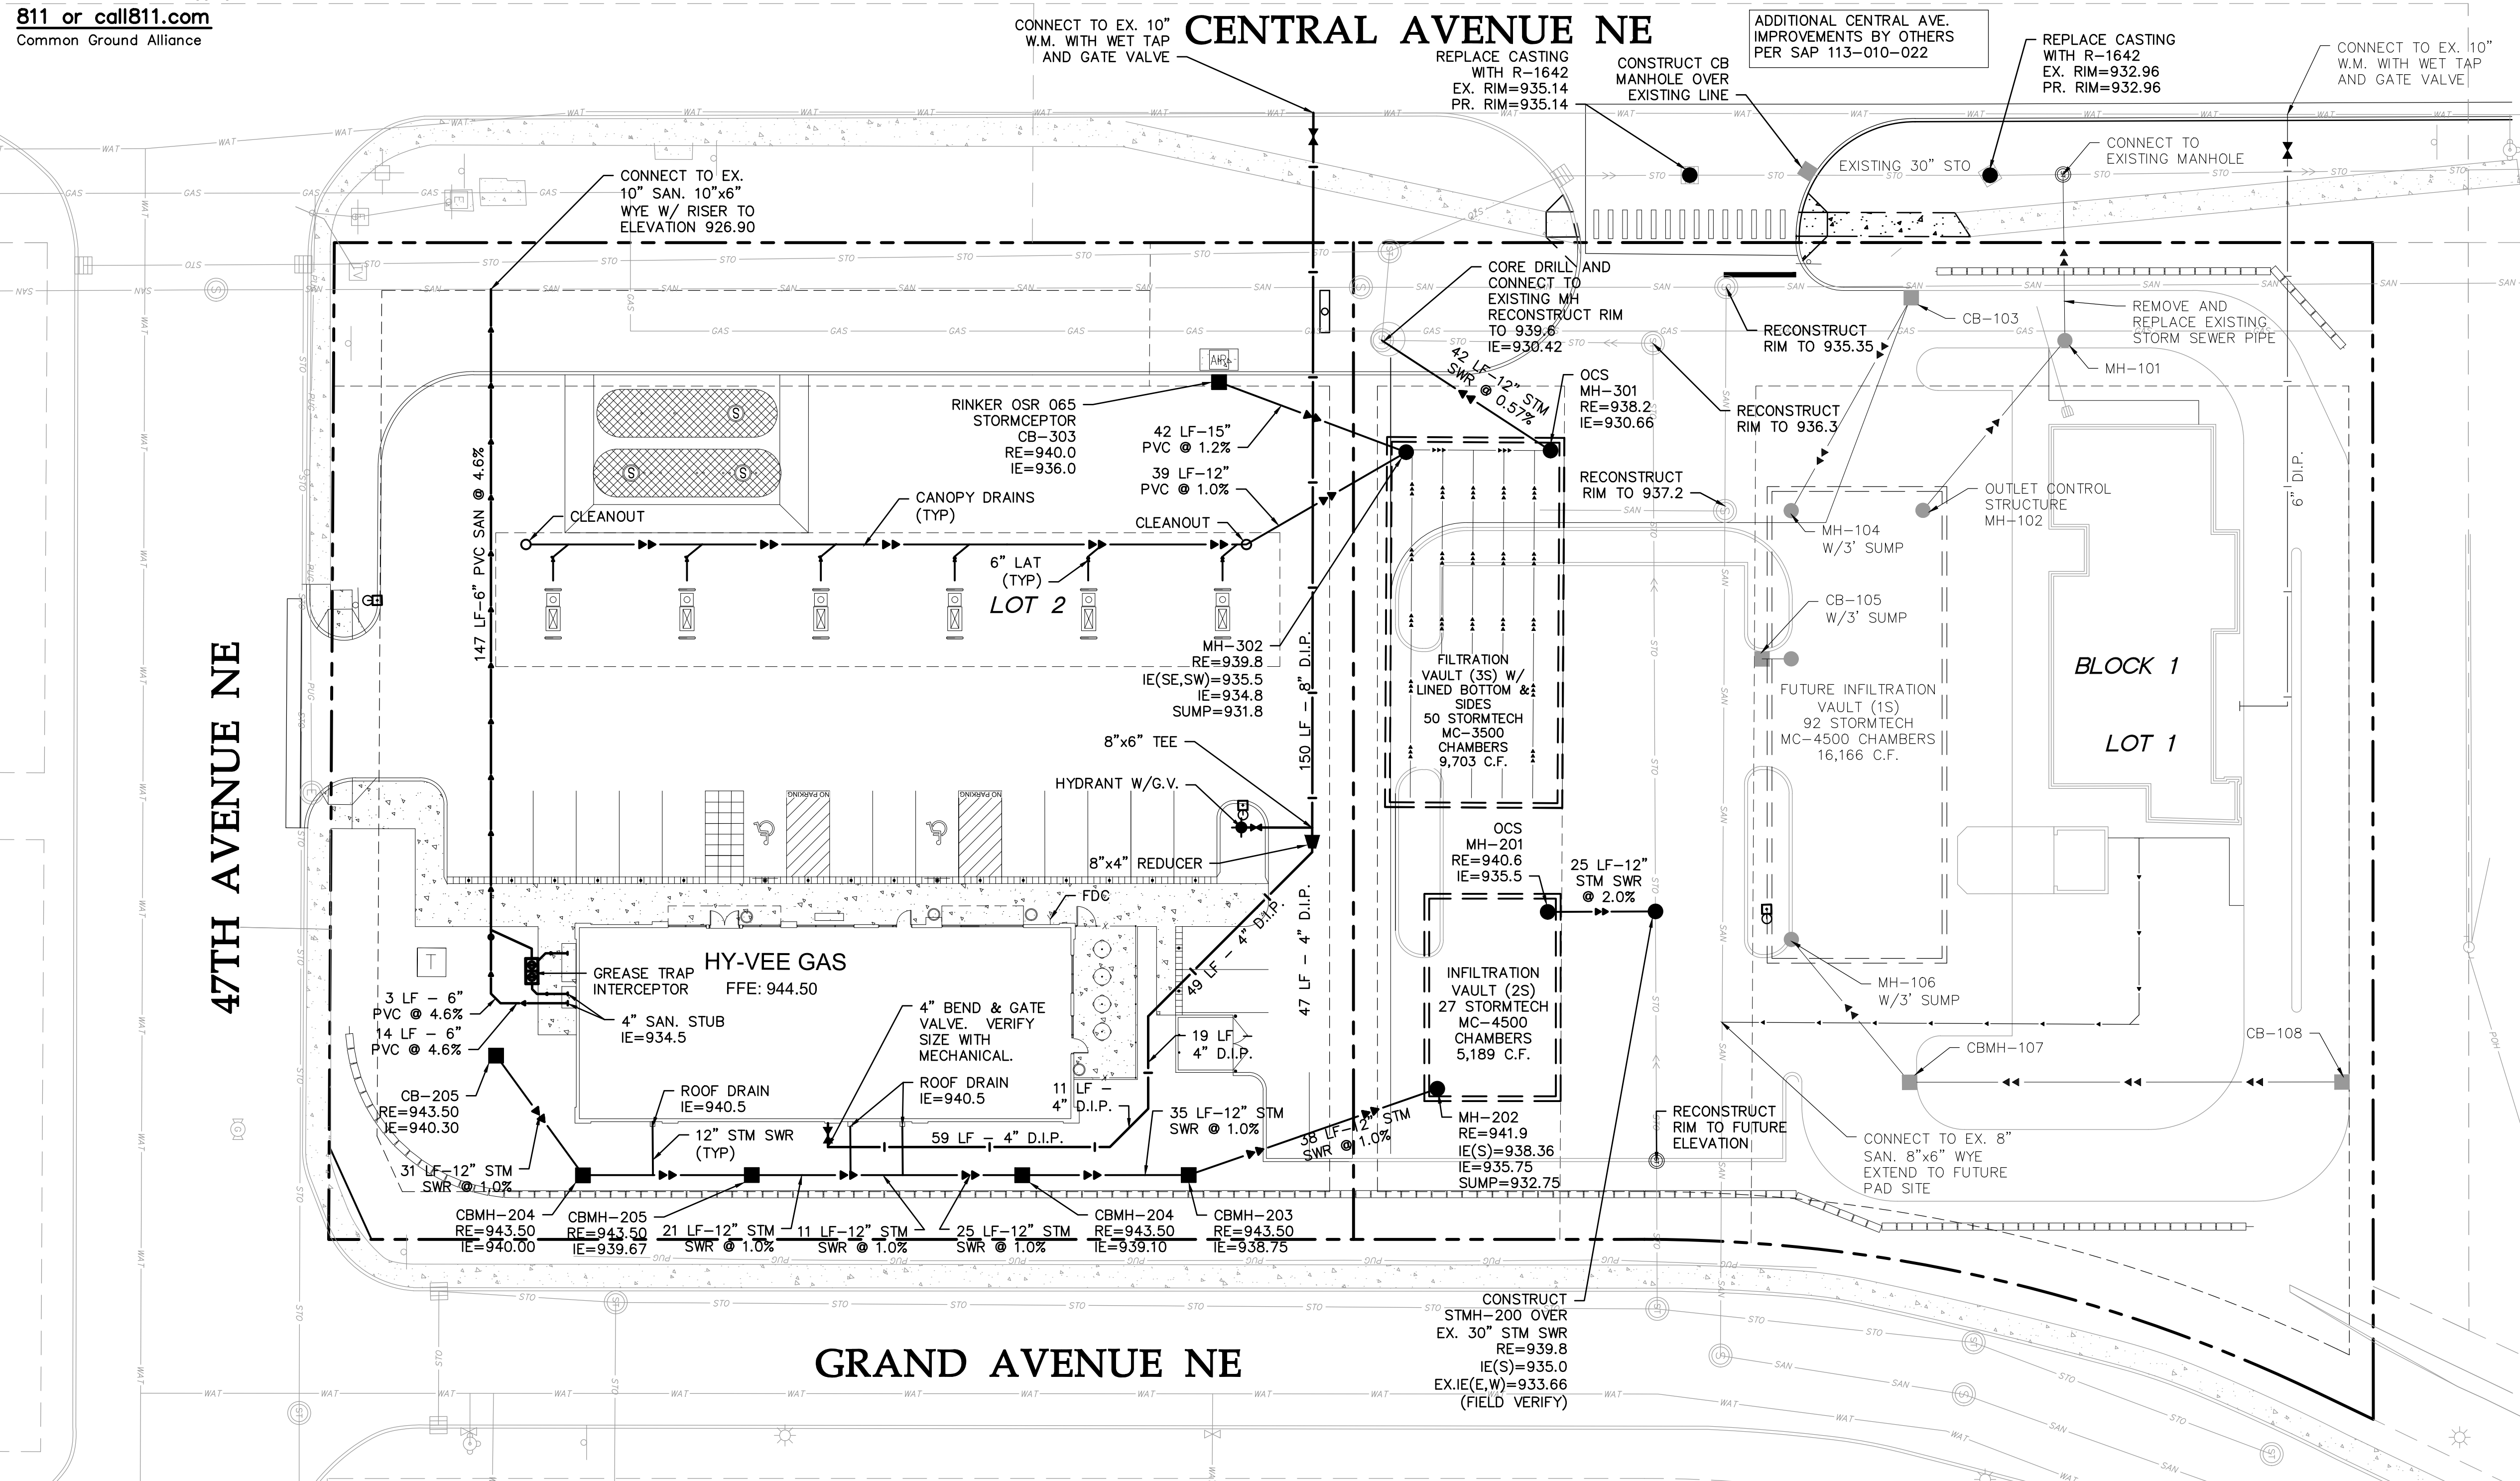 811 or call811.com
Common Ground Alliance
CENTRAL AVENUE NE
CONNECT TO EX. 10"
W.M. WITH WET TAP
AND GATE VALVE
REPLACE CASTING
WITH R-1642
EX. RIM=935.14
PR. RIM=935.14
CONSTRUCT CB
MANHOLE OVER
EXISTING LINE
ADDITIONAL CENTRAL AVE.
IMPROVEMENTS BY OTHERS
PER SAP 113-010-022
REPLACE CASTING
WITH R-1642
EX. RIM=932.96
PR. RIM=932.96
CONNECT TO EX. 10"
W.M. WITH WET TAP
AND GATE VALVE
CONNECT TO
EXISTING MANHOLE
EXISTING 30" STO
CONNECT TO EX.
10" SAN. 10"x6"
WYE W/ RISER TO
ELEVATION 926.90
CORE DRILL AND
CONNECT TO
EXISTING MH
RECONSTRUCT RIM
TO 939.6
IE=930.42
42 LF-12" STM
SWR @ 0.57%
OCS
MH-301
RE=938.2
IE=930.66
RECONSTRUCT
RIM TO 935.35
CB-103
REMOVE AND
REPLACE EXISTING
STORM SEWER PIPE
MH-101
RECONSTRUCT
RIM TO 936.3
AIR
RINKER OSR 065
STORMCEPTOR
CB-303
RE=940.0
IE=936.0
42 LF-15"
PVC @ 1.2%
39 LF-12"
PVC @ 1.0%
147 LF-6" PVC SAN @ 4.6%
CANOPY DRAINS
(TYP)
CLEANOUT
CLEANOUT
6" LAT
(TYP)
LOT 2
RECONSTRUCT
RIM TO 937.2
OUTLET CONTROL
STRUCTURE
MH-102
MH-104
W/3' SUMP
6" D.I.P.
CB-105
W/3' SUMP
47TH AVENUE NE
MH-302
RE=939.8
IE(SE,SW)=935.5
IE=934.8
SUMP=931.8
150 LF - 8" D.I.P.
FILTRATION
VAULT (3S) W/
LINED BOTTOM &
SIDES
50 STORMTECH
MC-3500
CHAMBERS
9,703 C.F.
FUTURE INFILTRATION
VAULT (1S)
92 STORMTECH
MC-4500 CHAMBERS
16,166 C.F.
BLOCK 1
LOT 1
8"x6" TEE
HYDRANT W/G.V.
8"x4" REDUCER
NO PARKING
NO PARKING
OCS
MH-201
RE=940.6
IE=935.5
25 LF-12"
STM SWR
@ 2.0%
FDC
49 LF - 4" D.I.P.
47 LF - 4" D.I.P.
HY-VEE GAS
FFE: 944.50
T
GREASE TRAP
INTERCEPTOR
3 LF - 6"
PVC @ 4.6%
14 LF - 6"
PVC @ 4.6%
4" SAN. STUB
IE=934.5
4" BEND & GATE
VALVE. VERIFY
SIZE WITH
MECHANICAL.
19 LF -
4" D.I.P.
INFILTRATION
VAULT (2S)
27 STORMTECH
MC-4500
CHAMBERS
5,189 C.F.
MH-106
W/3' SUMP
CBMH-107
CB-108
CB-205
RE=943.50
IE=940.30
ROOF DRAIN
IE=940.5
ROOF DRAIN
IE=940.5
11 LF -
4" D.I.P.
12" STM SWR
(TYP)
59 LF - 4" D.I.P.
35 LF-12" STM
SWR @ 1.0%
38 LF-12" STM
SWR @ 1.0%
MH-202
RE=941.9
IE(S)=938.36
IE=935.75
SUMP=932.75
RECONSTRUCT
RIM TO FUTURE
ELEVATION
CONNECT TO EX. 8"
SAN. 8"x6" WYE
EXTEND TO FUTURE
PAD SITE
31 LF-12" STM
SWR @ 1.0%
CBMH-204
RE=943.50
IE=940.00
CBMH-205
RE=943.50
IE=939.67
21 LF-12" STM
SWR @ 1.0%
11 LF-12" STM
SWR @ 1.0%
25 LF-12" STM
SWR @ 1.0%
CBMH-204
RE=943.50
IE=939.10
CBMH-203
RE=943.50
IE=938.75
CONSTRUCT
STMH-200 OVER
EX. 30" STM SWR
RE=939.8
IE(S)=935.0
EX.IE(E,W)=933.66
(FIELD VERIFY)
GRAND AVENUE NE